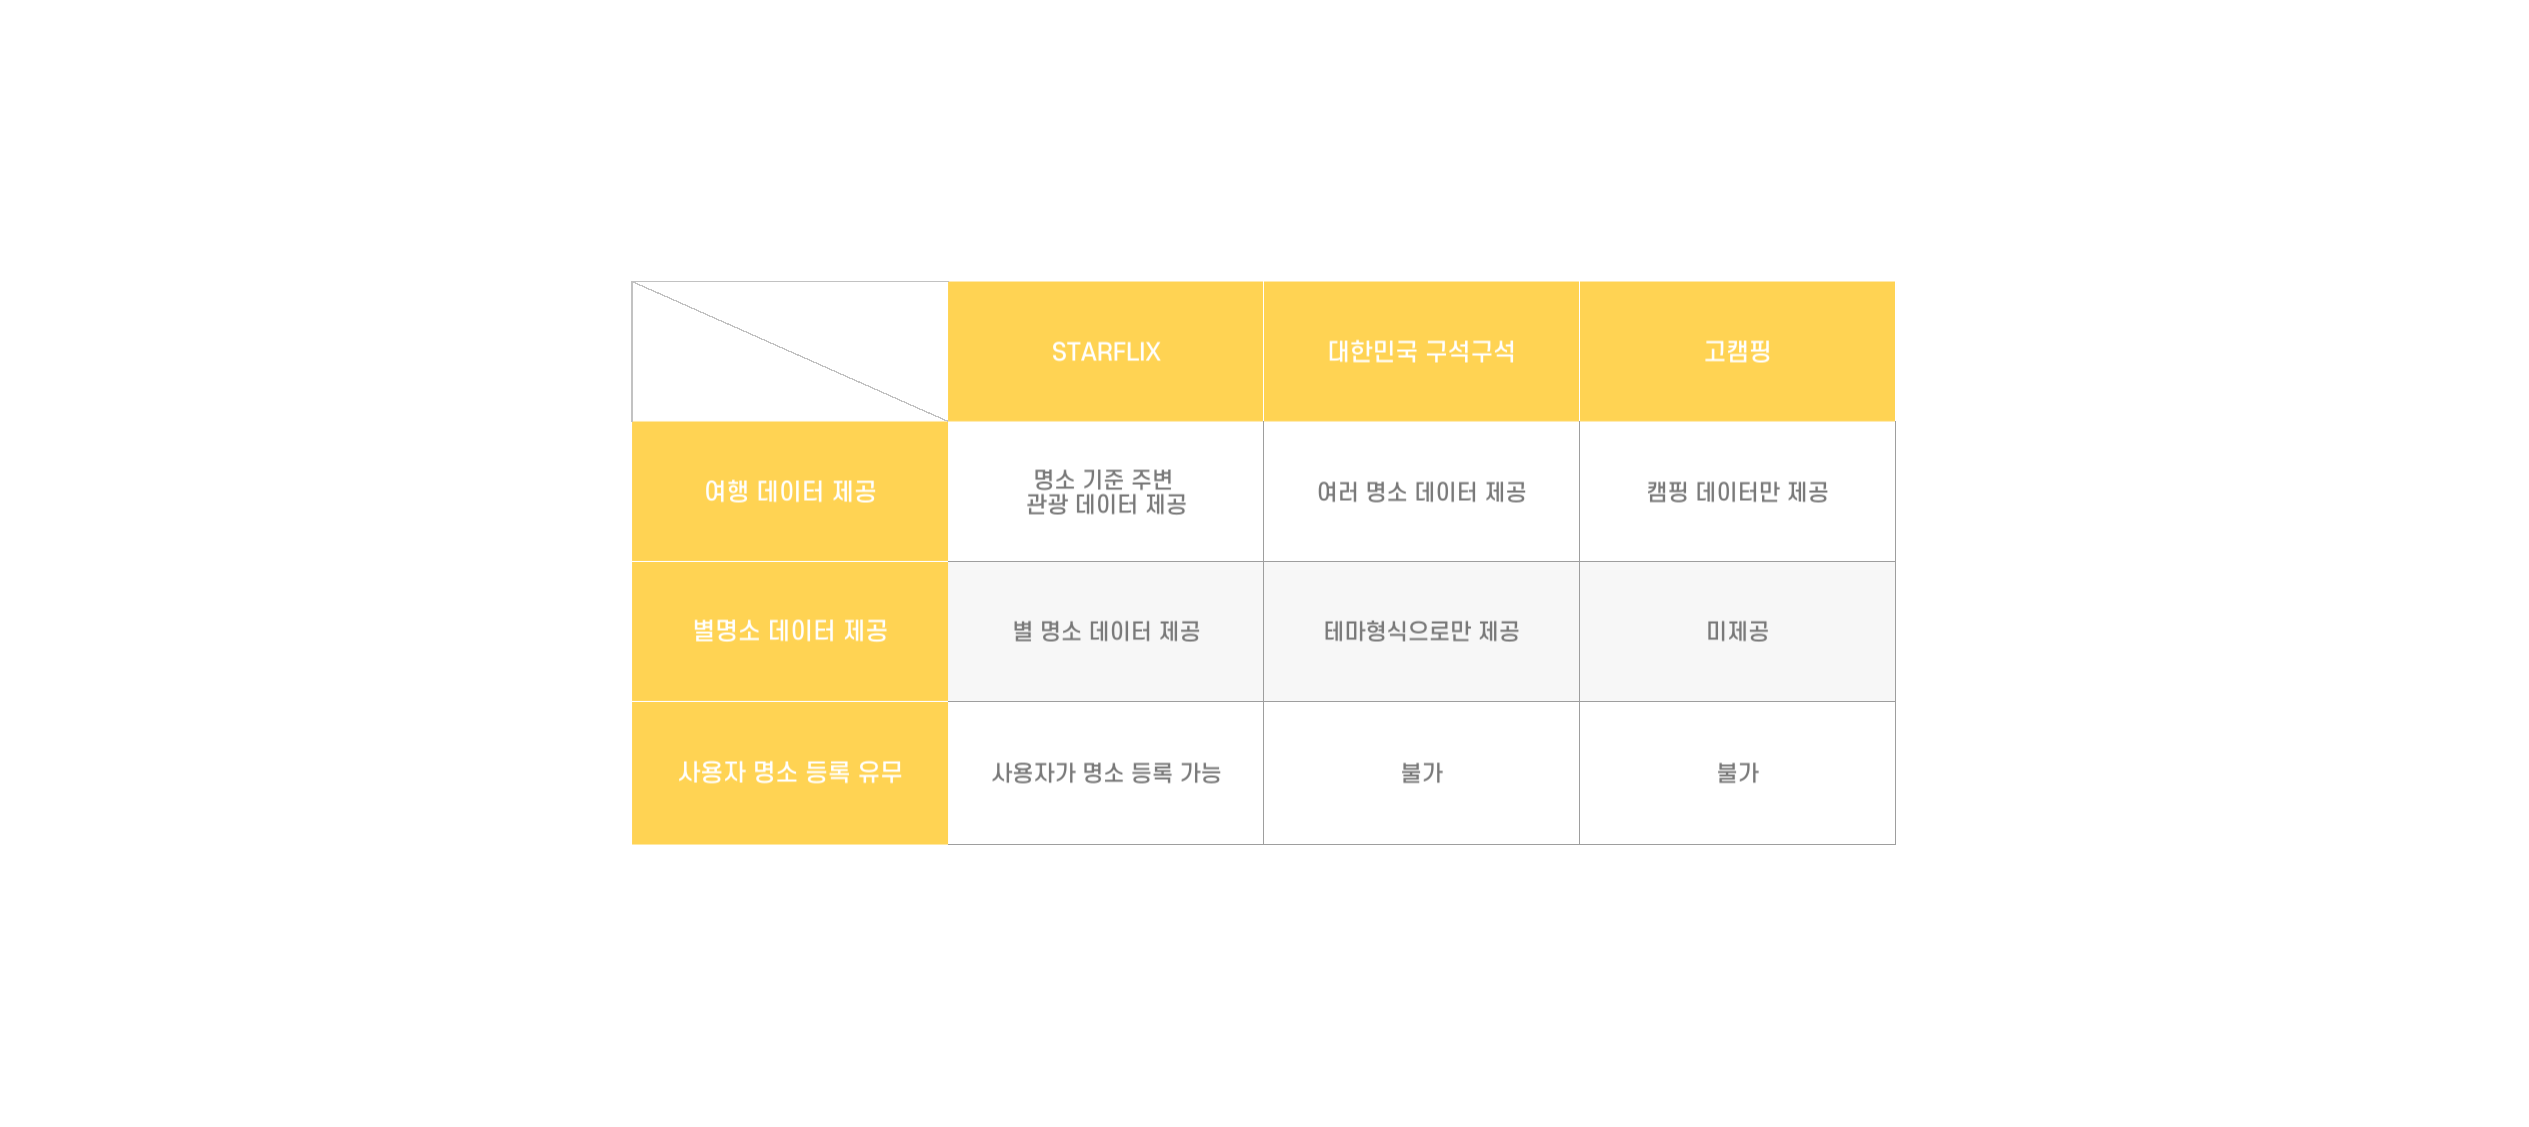 STARFLIX
대한민국 구석구석
고캠핑
여행 데이터 제공
명소 기준 주변
관광 데이터 제공
여러 명소 데이터 제공
캠핑 데이터만 제공
별명소 데이터 제공
별 명소 데이터 제공
테마형식으로만 제공
미제공
사용자 명소 등록 유무
사용자가 명소 등록 가능
불가
불가